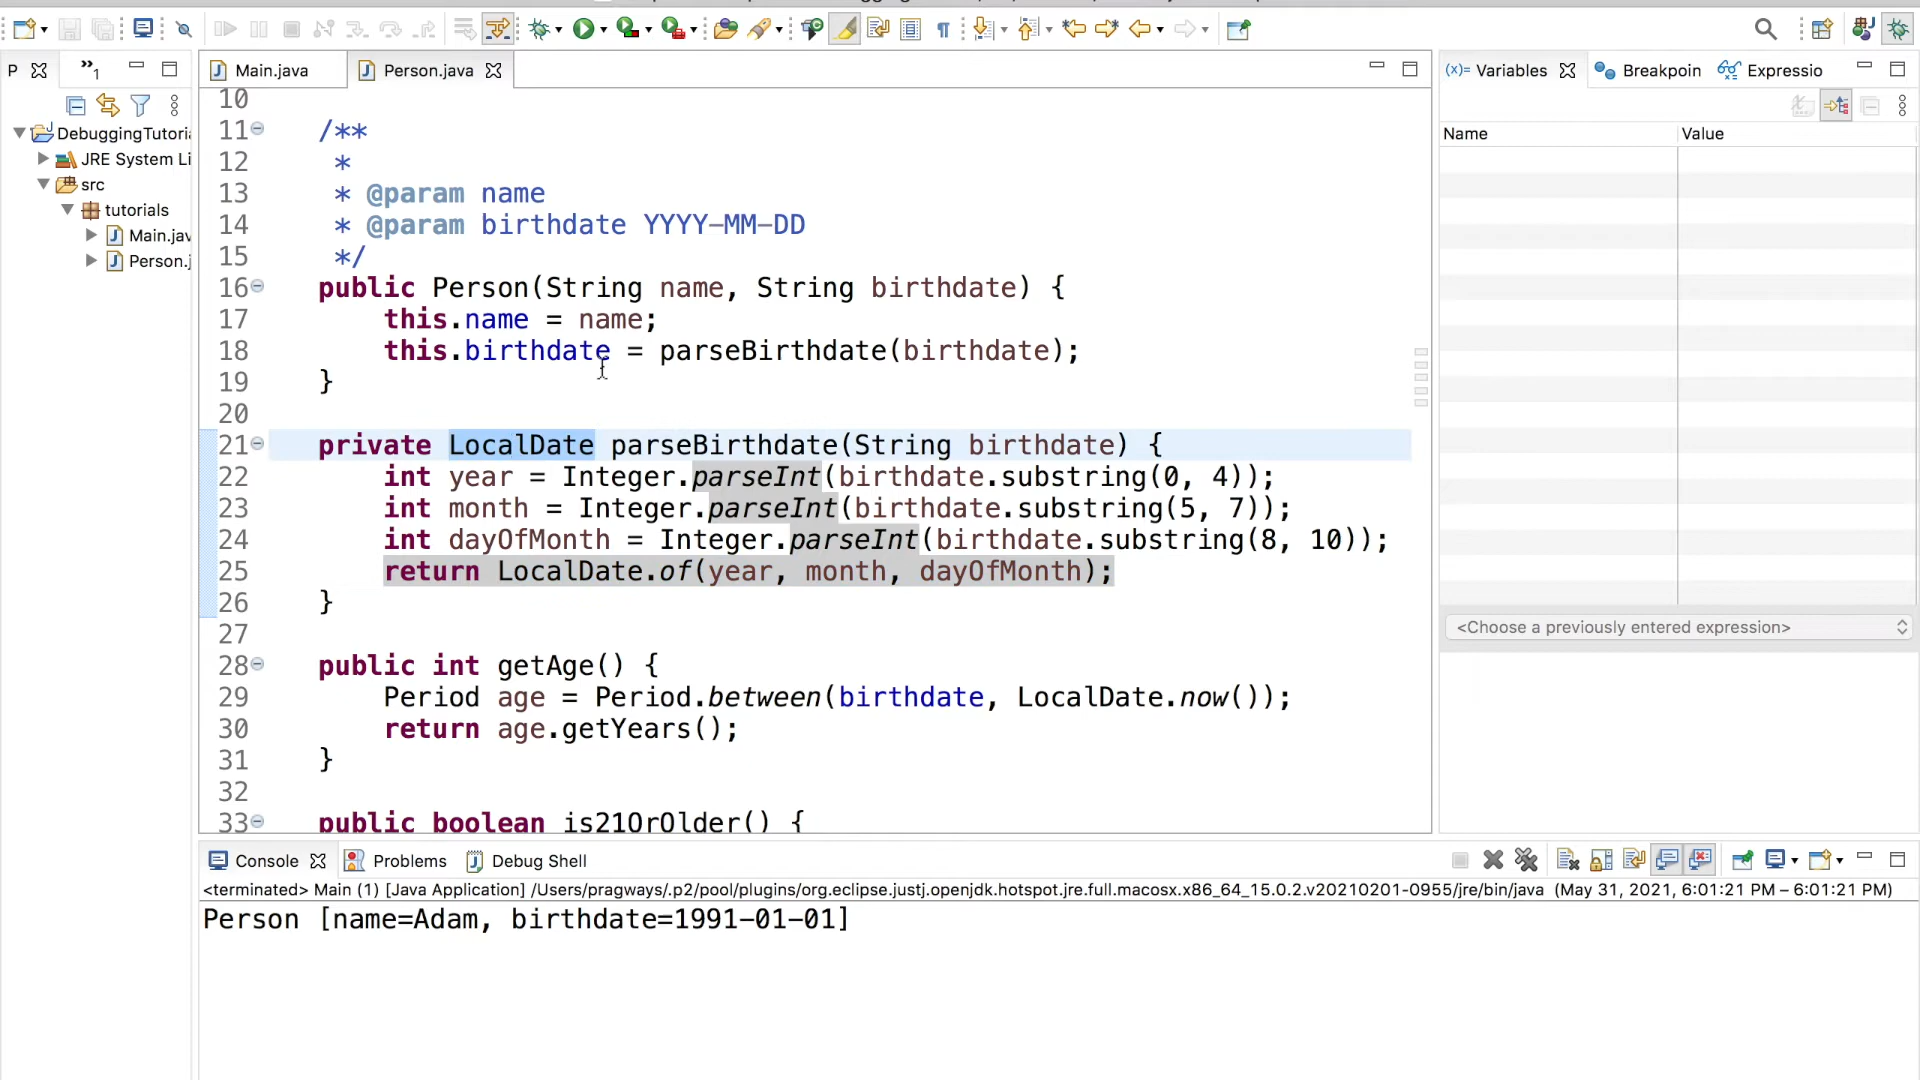 P
»1
Main.java
Person.java
Variables
Breakpoin
Expressio
DebuggingTutori
JRE System Li
src
tutorials
Main.jav
Person.j
10
11 /**
12 *
13 * @param name
14 * @param birthdate YYYY-MM-DD
15 */
16 public Person(String name, String birthdate) {
17 this.name = name;
18 this.birthdate = parseBirthdate(birthdate);
19 }
20
21 private LocalDate parseBirthdate(String birthdate) {
22 int year = Integer.parseInt(birthdate.substring(0, 4));
23 int month = Integer.parseInt(birthdate.substring(5, 7));
24 int dayOfMonth = Integer.parseInt(birthdate.substring(8, 10));
25 return LocalDate.of(year, month, dayOfMonth);
26 }
27
28 public int getAge() {
29 Period age = Period.between(birthdate, LocalDate.now());
30 return age.getYears();
31 }
32
33 public boolean is21OrOlder() {
Name Value
<Choose a previously entered expression>
Console Problems Debug Shell
<terminated> Main (1) [Java Application] /Users/pragways/.p2/pool/plugins/org.eclipse.justj.openjdk.hotspot.jre.full.macosx.x86_64_15.0.2.v20210201-0955/jre/bin/java (May 31, 2021, 6:01:21 PM – 6:01:21 PM)
Person [name=Adam, birthdate=1991-01-01]